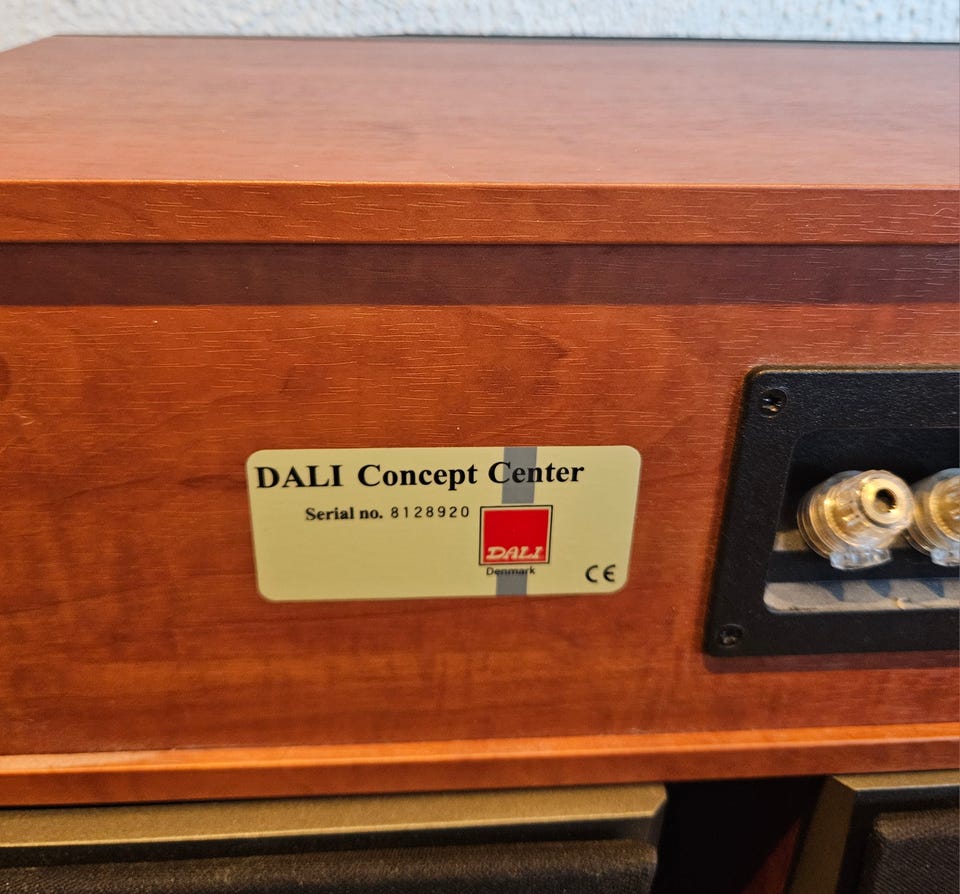 DALI Concept Center
Serial no. 8128920
DALI
Denmark
CE